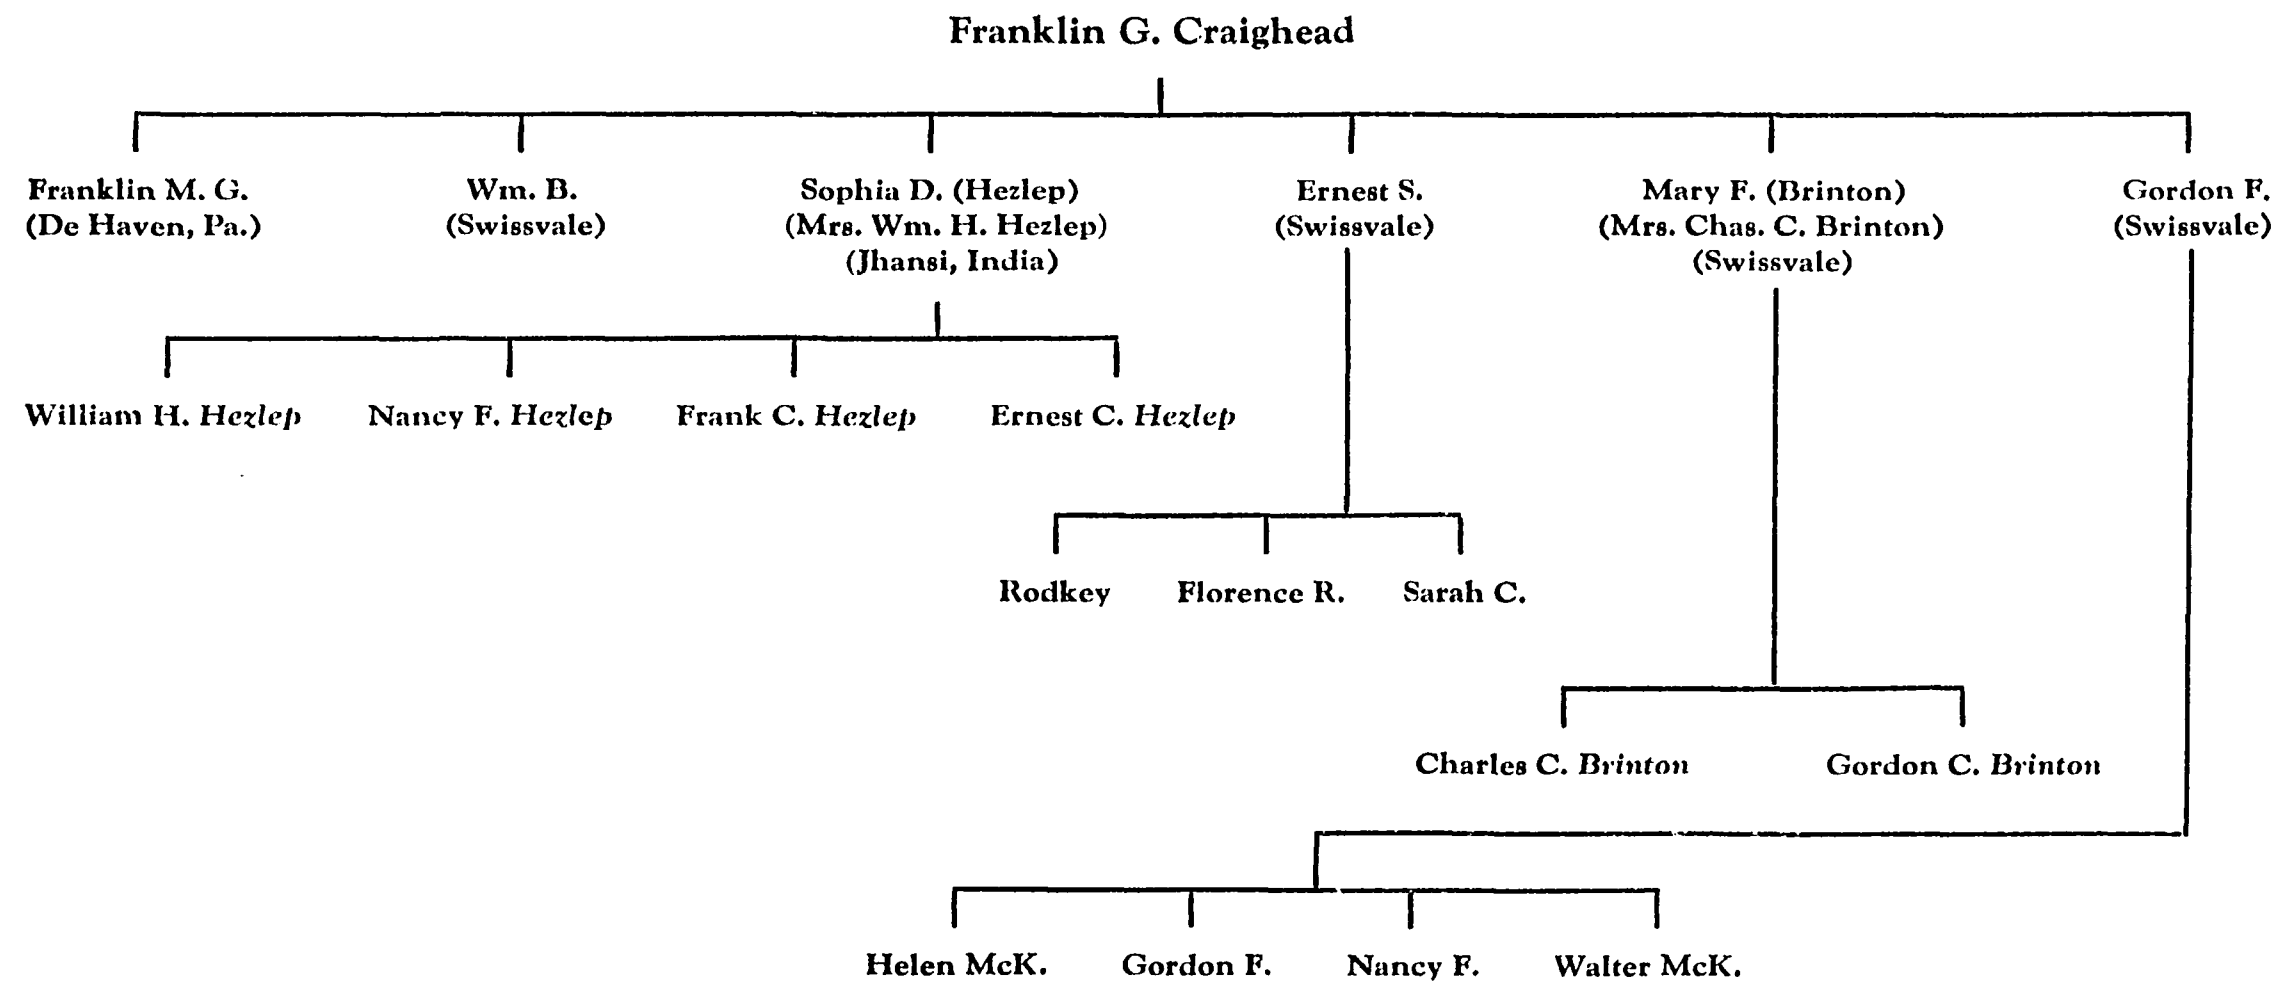 Franklin G. Craighead
Franklin M. G.
(De Haven, Pa.)
Wm. B.
(Swissvale)
Sophia D. (Hezlep)
(Mrs. Wm. H. Hezlep)
(Jhansi, India)
Ernest S.
(Swissvale)
Mary F. (Brinton)
(Mrs. Chas. C. Brinton)
(Swissvale)
Gordon F.
(Swissvale)
William H. Hezlep
Nancy F. Hezlep
Frank C. Hezlep
Ernest C. Hezlep
Rodkey
Florence R.
Sarah C.
Charles C. Brinton
Gordon C. Brinton
Helen McK.
Gordon F.
Nancy F.
Walter McK.